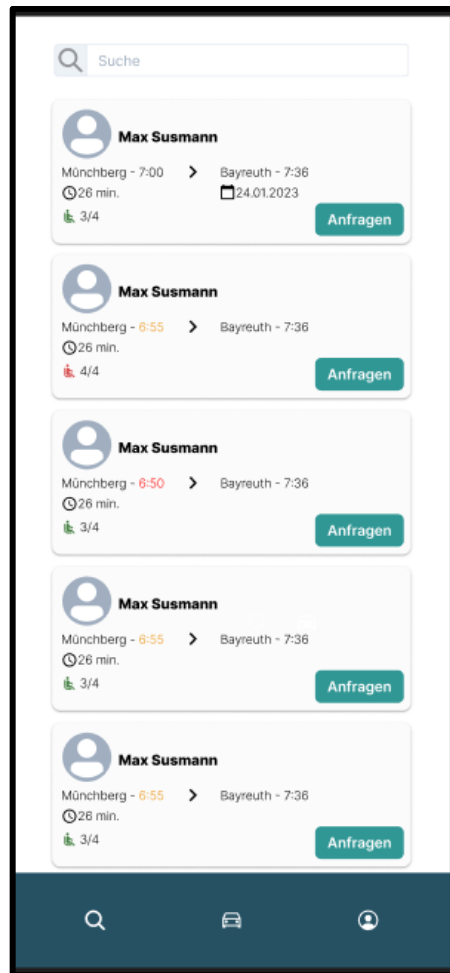 Suche
Max Susmann
Münchberg - 7:00 Bayreuth - 7:36
26 min. 24.01.2023
3/4
Anfragen
Max Susmann
Münchberg - 6:55 Bayreuth - 7:36
26 min.
4/4
Anfragen
Max Susmann
Münchberg - 6:50 Bayreuth - 7:36
26 min.
3/4
Anfragen
Max Susmann
Münchberg - 6:55 Bayreuth - 7:36
26 min.
3/4
Anfragen
Max Susmann
Münchberg - 6:55 Bayreuth - 7:36
26 min.
3/4
Anfragen